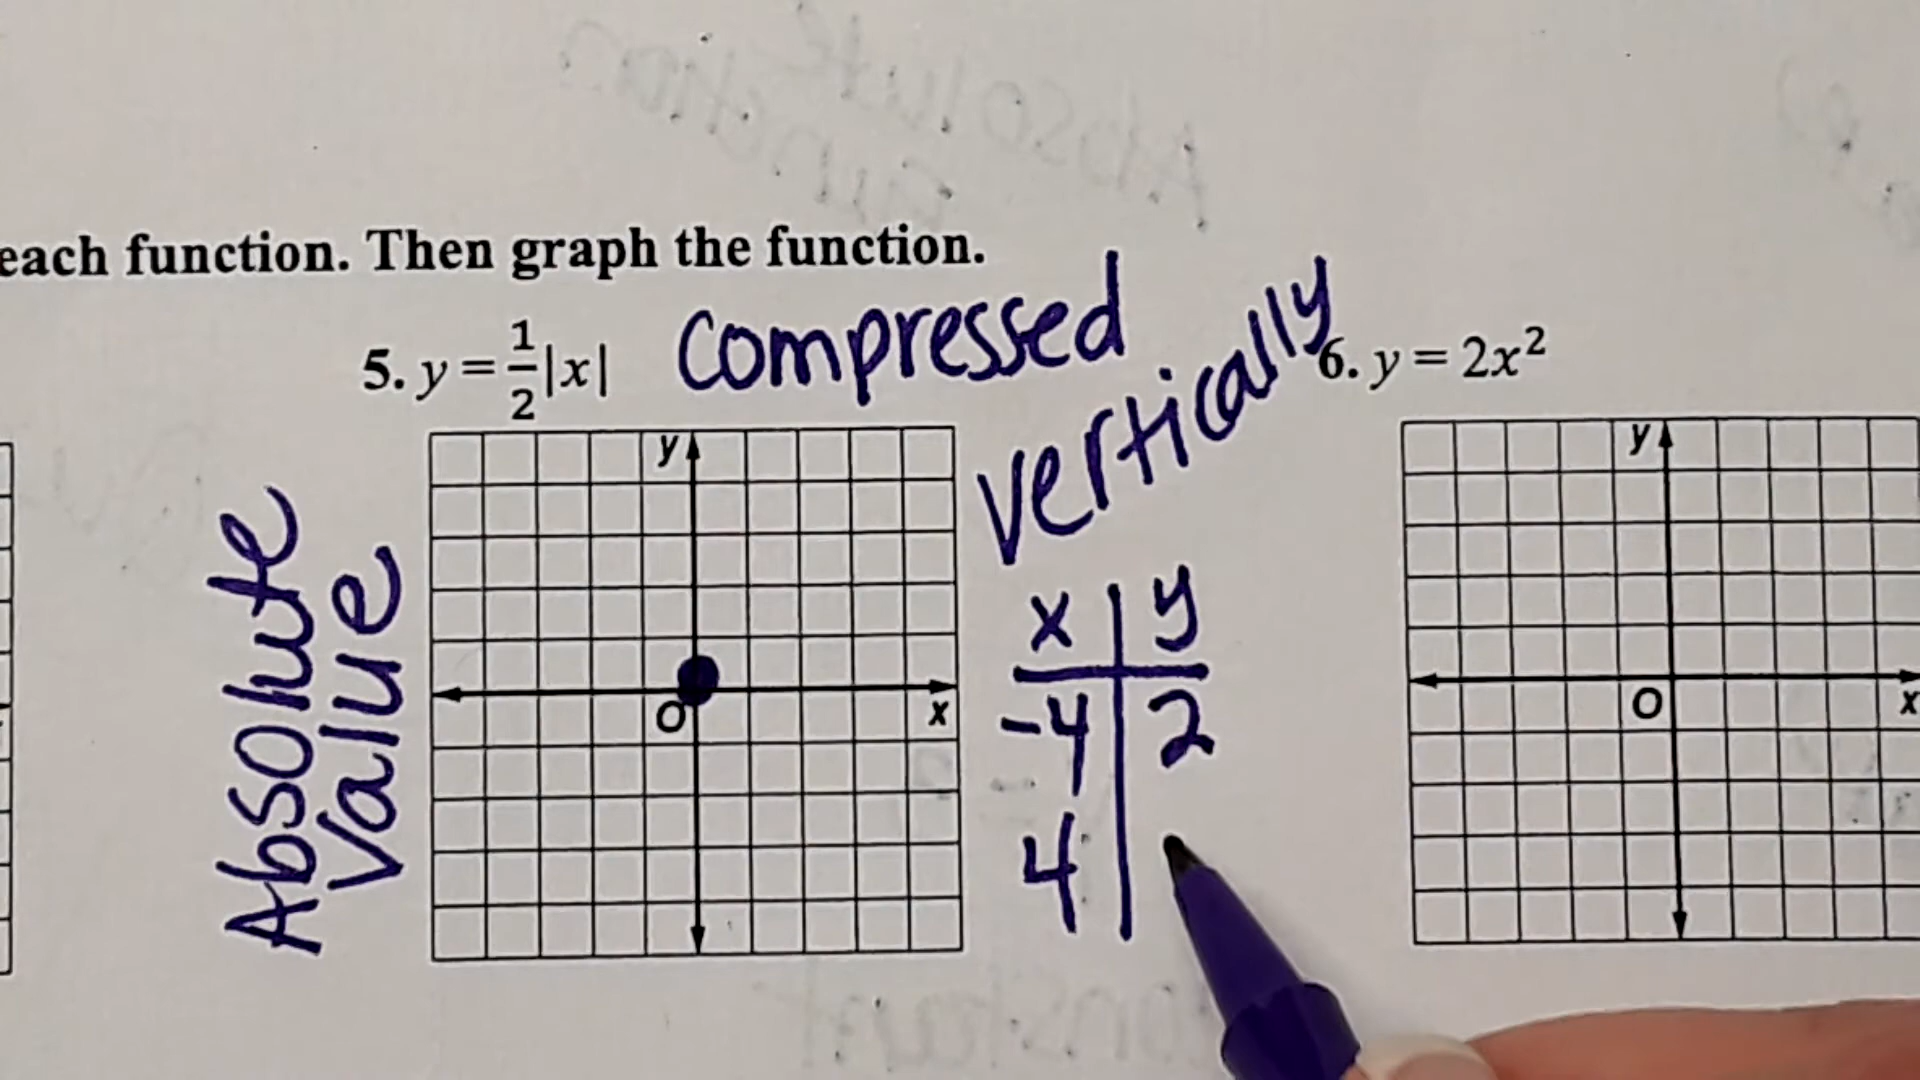 each function. Then graph the function.
5. y = 1/2|x|
compressed
vertically
6. y = 2x²
Absolute
Value
y
x
O
x | y
-4 | 2
4 |
y
x
O